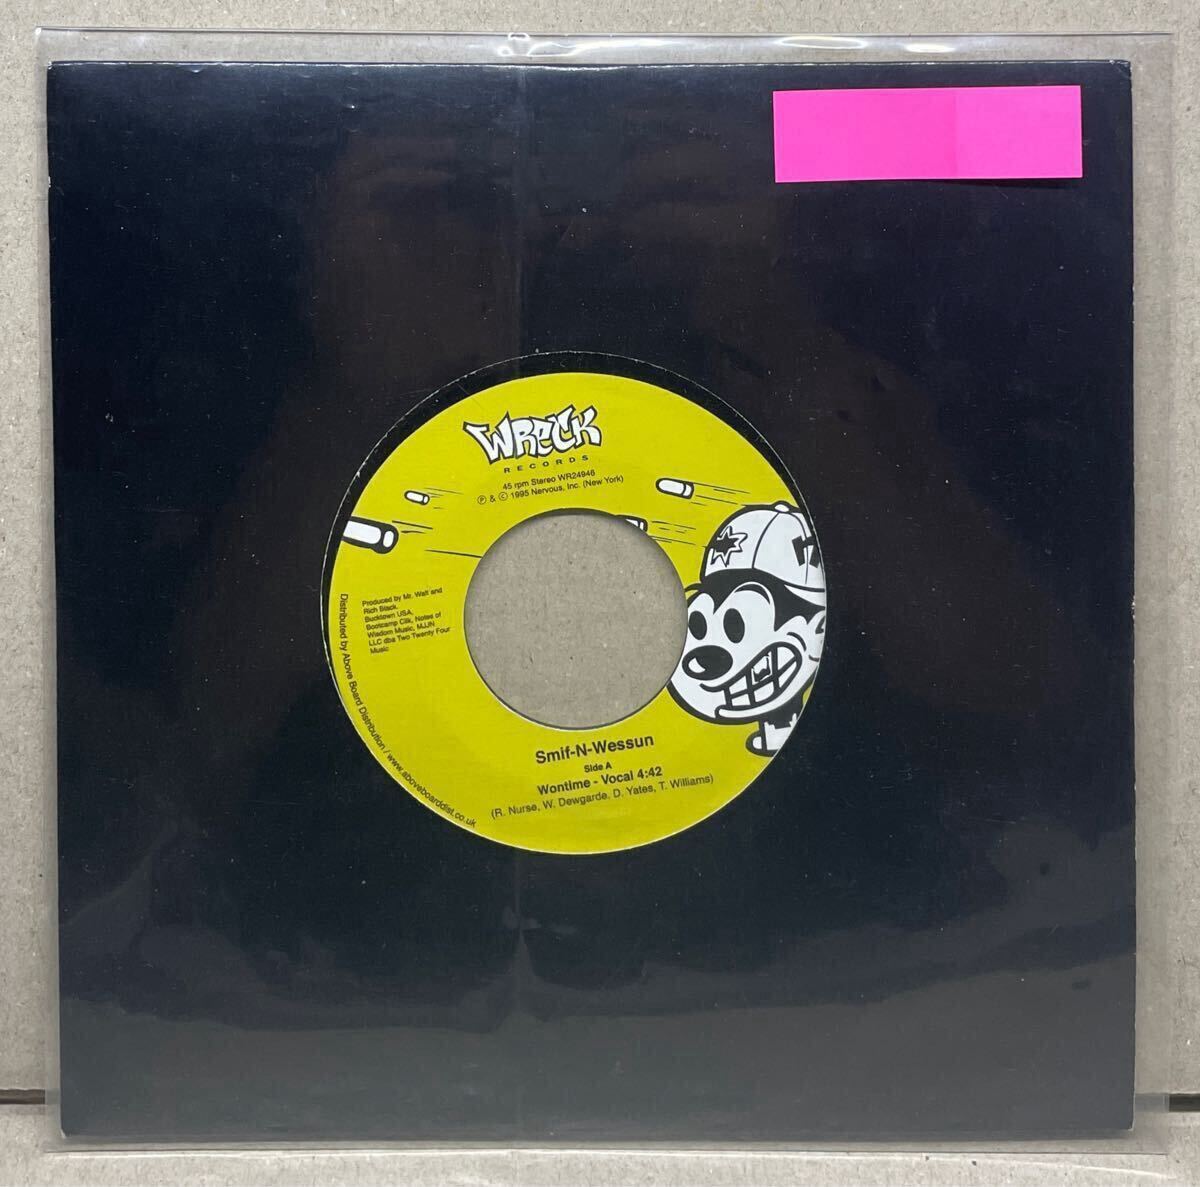 WRECK
RECORDS
45 rpm Stereo WR24946
℗ & © 1995 Nervous, Inc. (New York)
Produced by Mr. Walt and
Rich Black.
Bucktown USA,
Bootcamp Clik, Notes of
Wisdom Music, MJJN
LLC dba Two Twenty Four
Music
Distributed by Above Board Distribution / www.aboveboarddist.co.uk
Smif-N-Wessun
Side A
Wontime - Vocal 4:42
(R. Nurse, W. Dewgarde, D. Yates, T. Williams)